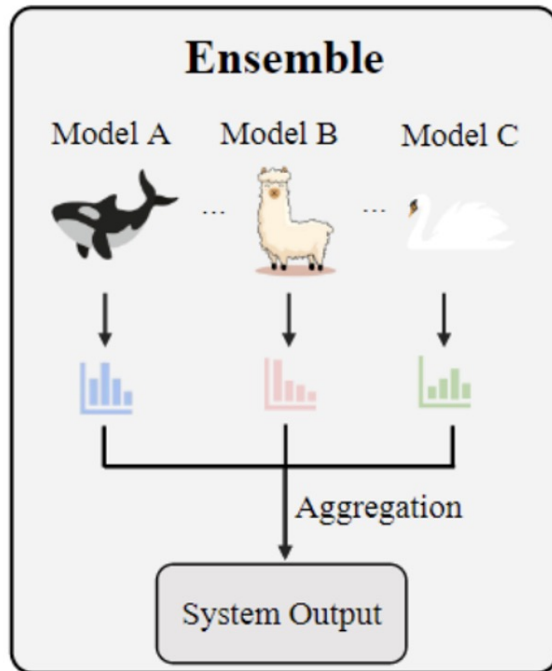 Ensemble
Model A Model B Model C
... ...
Aggregation
System Output